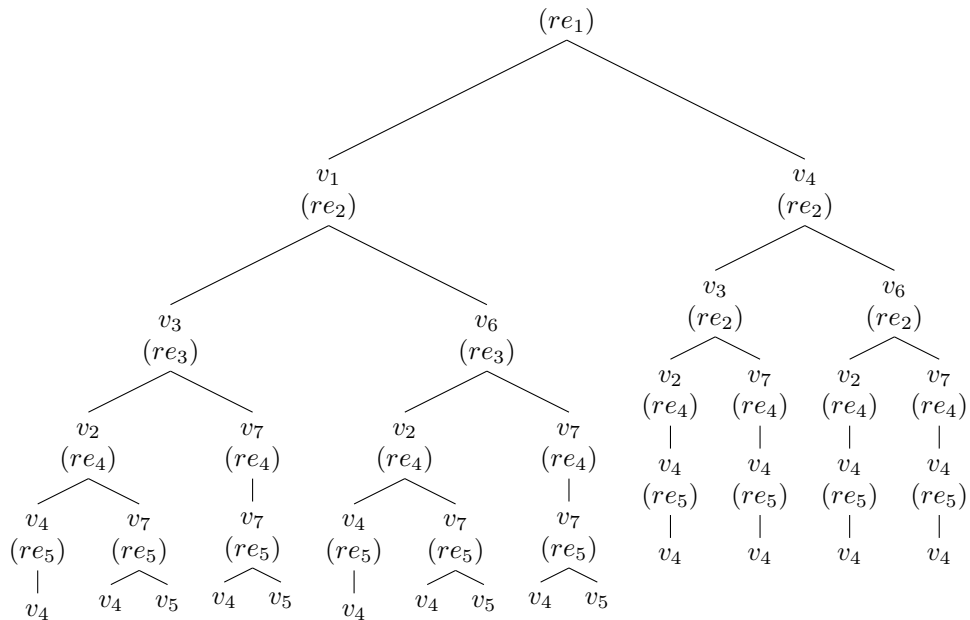 (re₁)
v₁ v₄
(re₂) (re₂)
v₃ v₆
(re₂) (re₂)
v₃ v₆
(re₃) (re₃)
v₂ v₇ v₂ v₇
(re₄) (re₄) (re₄) (re₄)
v₂ v₇ v₂ v₇
(re₄) (re₄) (re₄) (re₄)
v₄ v₄ v₄ v₄
(re₅) (re₅) (re₅) (re₅)
v₄ v₇ v₇ v₄ v₇ v₇
(re₅) (re₅) (re₅) (re₅) (re₅) (re₅)
v₄ v₄ v₄ v₄
v₄ v₄ v₅ v₄ v₅ v₄ v₄ v₅ v₄ v₅